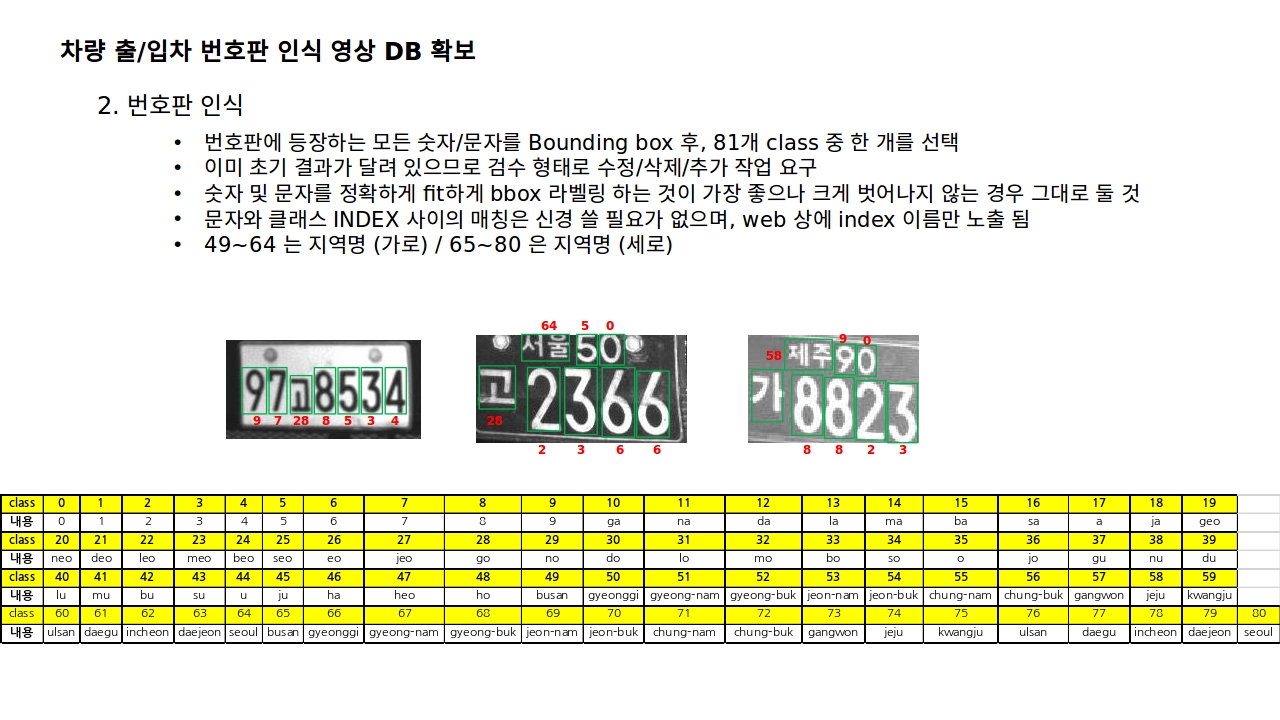 차량 출/입차 번호판 인식 영상 DB 확보
2. 번호판 인식
• 번호판에 등장하는 모든 숫자/문자를 Bounding box 후, 81개 class 중 한 개를 선택
• 이미 초기 결과가 달려 있으므로 검수 형태로 수정/삭제/추가 작업 요구
• 숫자 및 문자를 정확하게 fit하게 bbox 라벨링 하는 것이 가장 좋으나 크게 벗어나지 않는 경우 그대로 둘 것
• 문자와 클래스 INDEX 사이의 매칭은 신경 쓸 필요가 없으며, web 상에 index 이름만 노출 됨
• 49~64 는 지역명 (가로) / 65~80 은 지역명 (세로)
97고8534
9 7 28 8 5 3 4
64 5 0
서울 50
고 2366
28
2 3 6 6
9 0
58 제주 90
가 8823
8 8 2 3
class 0 1 2 3 4 5 6 7 8 9 10 11 12 13 14 15 16 17 18 19
내용 0 1 2 3 4 5 6 7 8 9 ga na da la ma ba sa a ja geo
class 20 21 22 23 24 25 26 27 28 29 30 31 32 33 34 35 36 37 38 39
내용 neo deo leo meo beo seo eo jeo go no do lo mo bo so o jo gu nu du
class 40 41 42 43 44 45 46 47 48 49 50 51 52 53 54 55 56 57 58 59
내용 lu mu bu su u ju ha heo ho busan gyeonggi gyeong-nam gyeong-buk jeon-nam jeon-buk chung-nam chung-buk gangwon jeju kwangju
class 60 61 62 63 64 65 66 67 68 69 70 71 72 73 74 75 76 77 78 79 80
내용 ulsan daegu incheon daejeon seoul busan gyeonggi gyeong-nam gyeong-buk jeon-nam jeon-buk chung-nam chung-buk gangwon jeju kwangju ulsan daegu incheon daejeon seoul